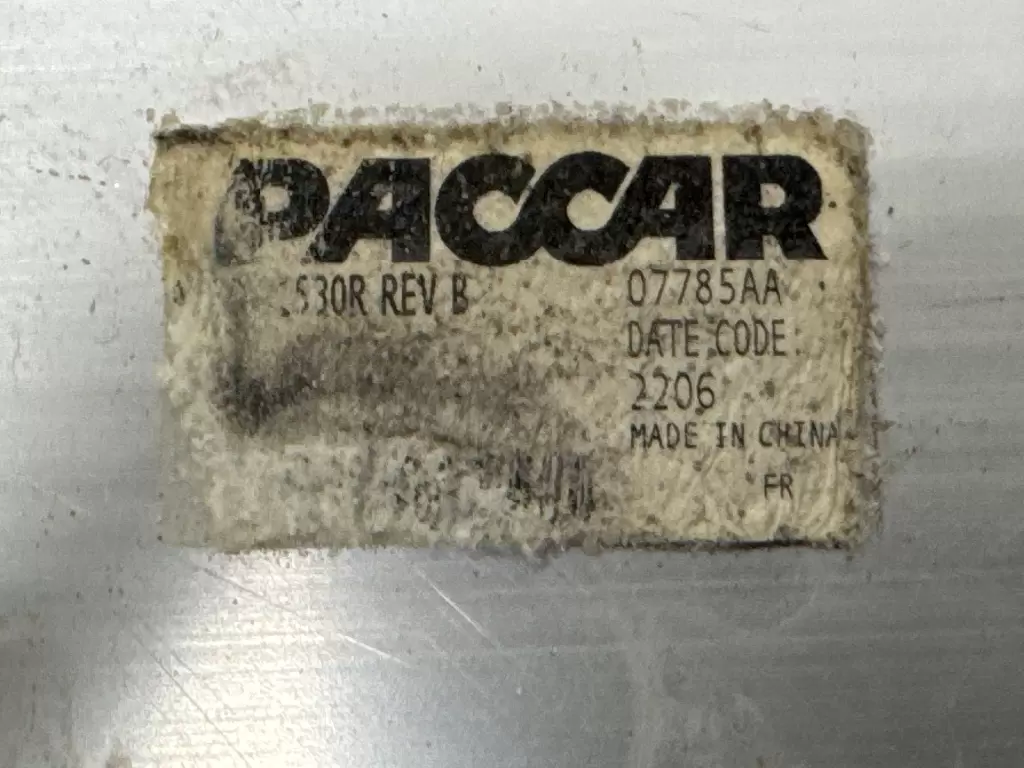 PACCAR
530R REV B
07785AA
DATE CODE:
2206
MADE IN CHINA
FR